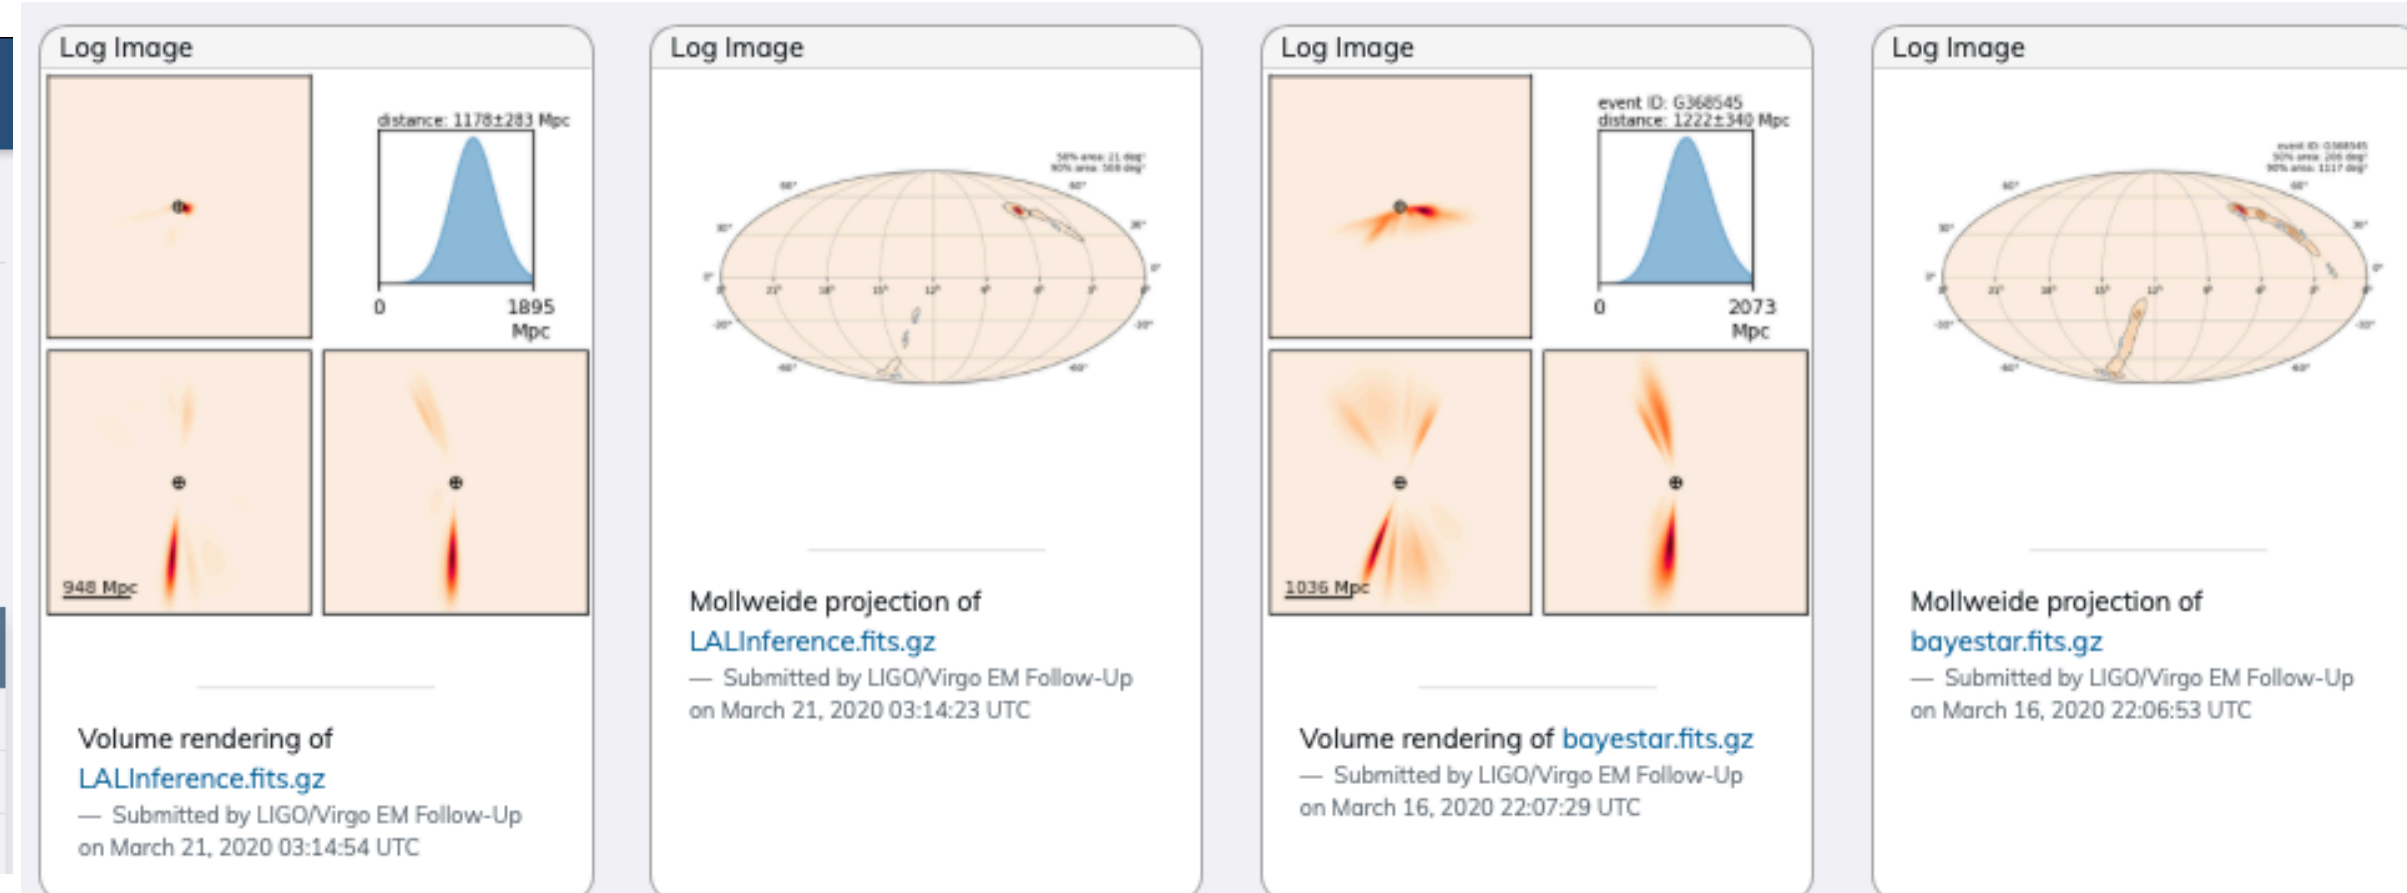 Log Image
distance: 1178±283 Mpc
0
1895
Mpc
948 Mpc
Volume rendering of
LALInference.fits.gz
— Submitted by LIGO/Virgo EM Follow-Up
on March 21, 2020 03:14:54 UTC
Log Image
Mollweide projection of
LALInference.fits.gz
— Submitted by LIGO/Virgo EM Follow-Up
on March 21, 2020 03:14:23 UTC
Log Image
event ID: G368545
distance: 1222±340 Mpc
0
2073
Mpc
1036 Mpc
Volume rendering of bayestar.fits.gz
— Submitted by LIGO/Virgo EM Follow-Up
on March 16, 2020 22:07:29 UTC
Log Image
event ID: G368545
Mollweide projection of
bayestar.fits.gz
— Submitted by LIGO/Virgo EM Follow-Up
on March 16, 2020 22:06:53 UTC